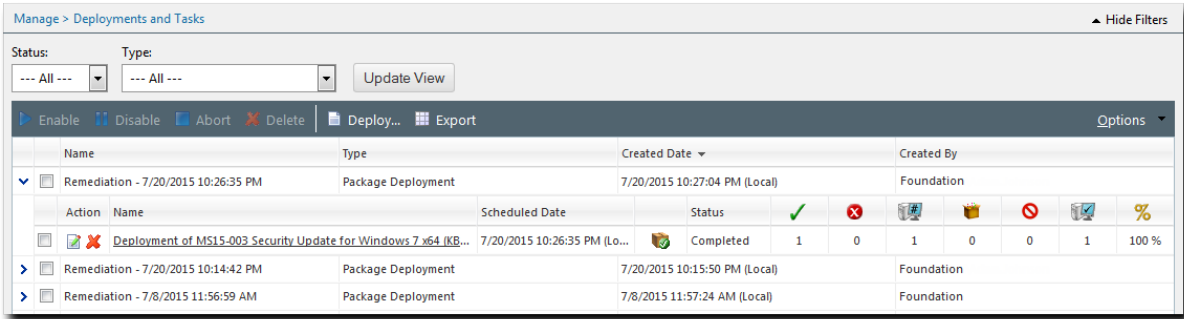 Manage > Deployments and Tasks Hide Filters
Status: Type:
--- All --- --- All --- Update View
Enable Disable Abort Delete Deploy... Export Options
Name Type Created Date Created By
Remediation - 7/20/2015 10:26:35 PM Package Deployment 7/20/2015 10:27:04 PM (Local) Foundation
Action Name Scheduled Date Status # %
Deployment of MS15-003 Security Update for Windows 7 x64 (KB... 7/20/2015 10:26:35 PM (Lo... Completed 1 0 1 0 0 1 100 %
Remediation - 7/20/2015 10:14:42 PM Package Deployment 7/20/2015 10:15:50 PM (Local) Foundation
Remediation - 7/8/2015 11:56:59 AM Package Deployment 7/8/2015 11:57:24 AM (Local) Foundation